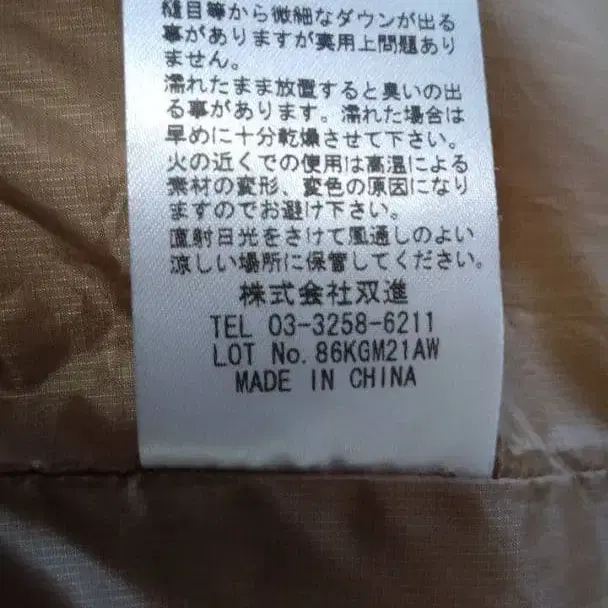 縫目等から微細なダウンが出る
事がありますが実用上問題あり
ません。
濡れたまま放置すると臭いの出
る事があります。濡れた場合は
早めに十分乾燥させて下さい。
火の近くでの使用は高温による
素材の変形、変色の原因になり
ますのでお避け下さい。
直射日光をさけて風通しのよい
涼しい場所に保管してください。
株式会社双進
TEL 03-3258-6211
LOT No. 86KGM21AW
MADE IN CHINA